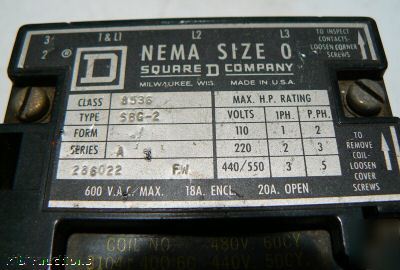 3 T & L1 L2 L3
2
TO INSPECT CONTACTS-LOOSEN CORNER SCREWS
® D NEMA SIZE 0
SQUARE D COMPANY
MILWAUKEE, WIS. MADE IN U.S.A.
CLASS 8536 MAX. H.P. RATING
TYPE SBG-2 VOLTS 1PH. P.PH.
FORM 110 1 2
SERIES A 220 2 3
236022 FW 440/550 3 5
600 V.A.C. MAX. 18A. ENCL. 20A. OPEN
TO REMOVE COIL-LOOSEN COVER SCREWS
COIL NO. 480V 60CY
440V 50CY.